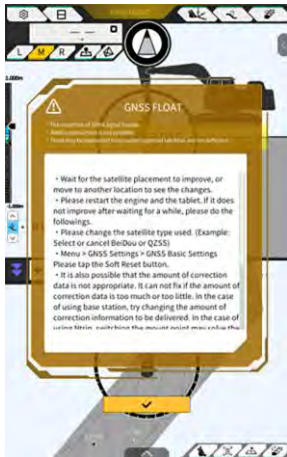 L M R
1.000m
GNSS FLOAT
・Wait for the satellite placement to improve, or
move to another location to see the changes.
・Please restart the engine and the tablet. If it does
not improve after waiting for a while, please do the
followings.
・Please change the satellite type used. (Example:
Select or cancel BeiDou or QZSS)
・Menu > GNSS Settings > GNSS Basic Settings
Please tap the Soft Reset button.
・It is also possible that the amount of correction
data is not appropriate. It can not fix if the amount of
correction data is too much or too little. In the case
of using base station, try changing the amount of
correction information to be delivered. In the case of
using Ntrip, switching the mount point may solve the